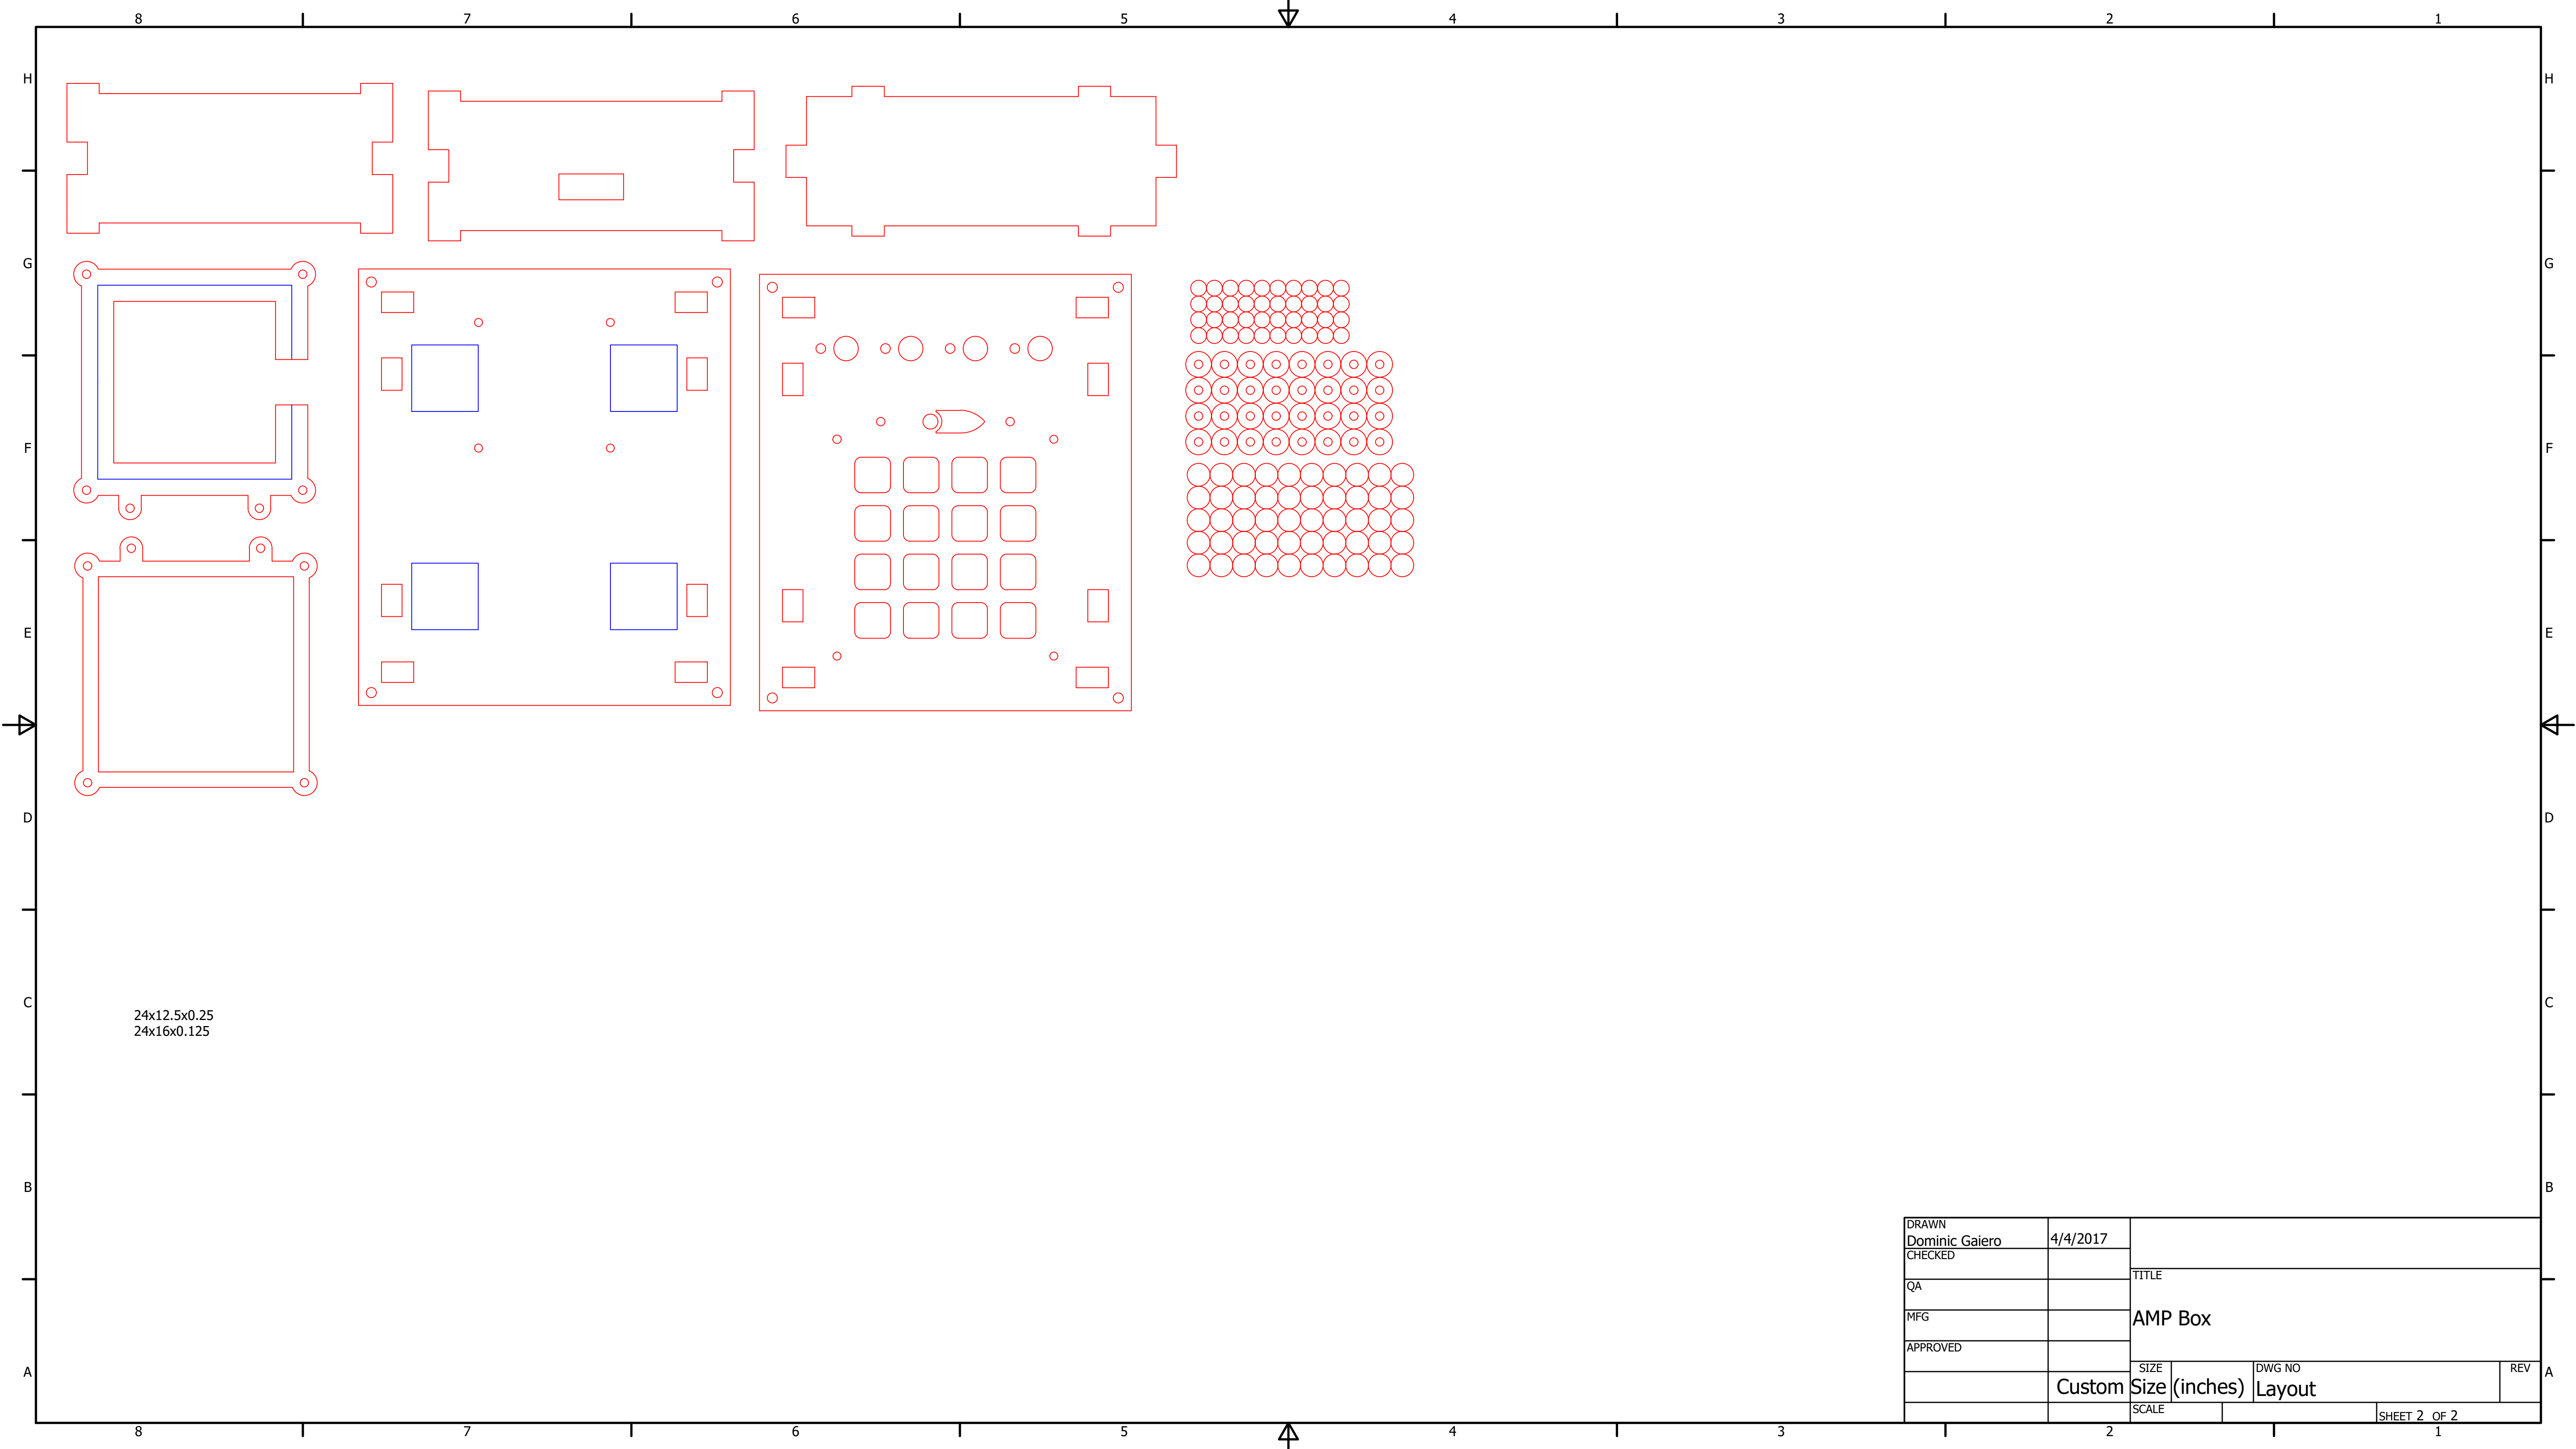 8 7 6 5 4 3 2 1
H H
G G
F F
E E
D D
C C
24x12.5x0.25
24x16x0.125
B B
DRAWN
Dominic Gaiero 4/4/2017
CHECKED
TITLE
QA
AMP Box
MFG
APPROVED
A A
SIZE DWG NO REV
Custom Size (inches) Layout
SCALE
SHEET 2 OF 2
8 7 6 5 4 3 2 1